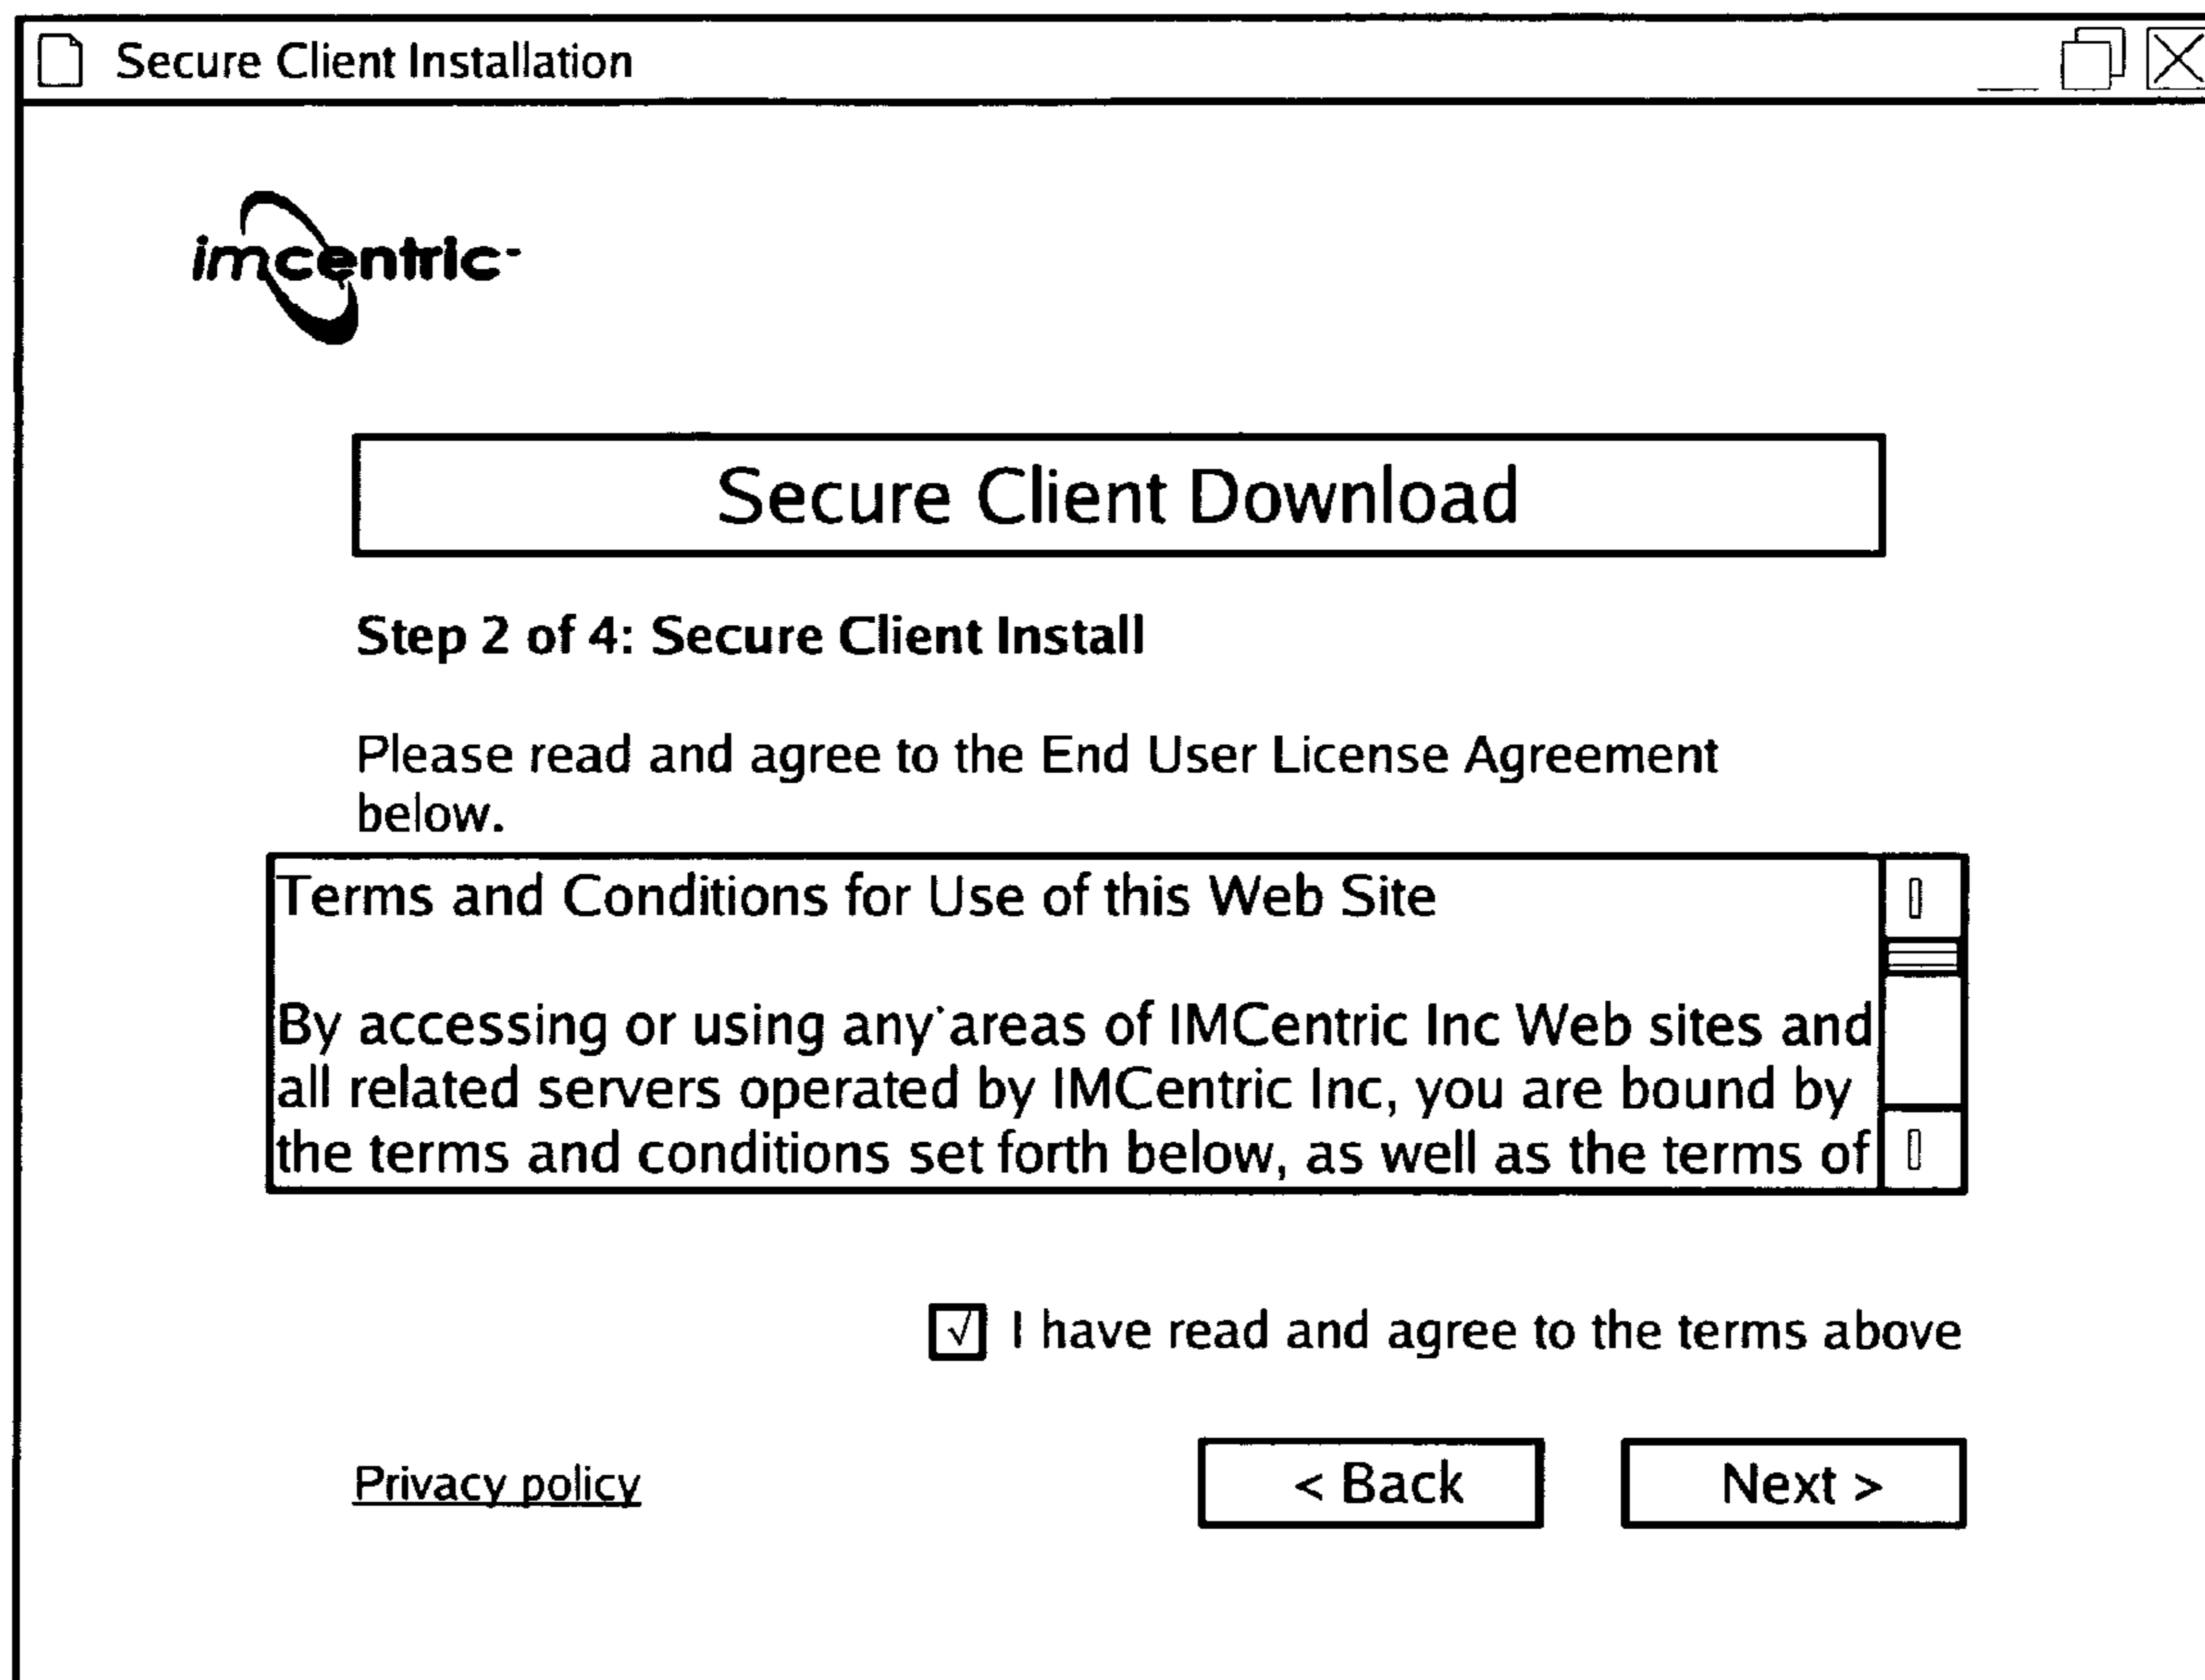 Secure Client Installation
imcentric
Secure Client Download
Step 2 of 4: Secure Client Install
Please read and agree to the End User License Agreement
below.
Terms and Conditions for Use of this Web Site
By accessing or using any areas of IMCentric Inc Web sites and
all related servers operated by IMCentric Inc, you are bound by
the terms and conditions set forth below, as well as the terms of
I have read and agree to the terms above
Privacy policy
< Back
Next >